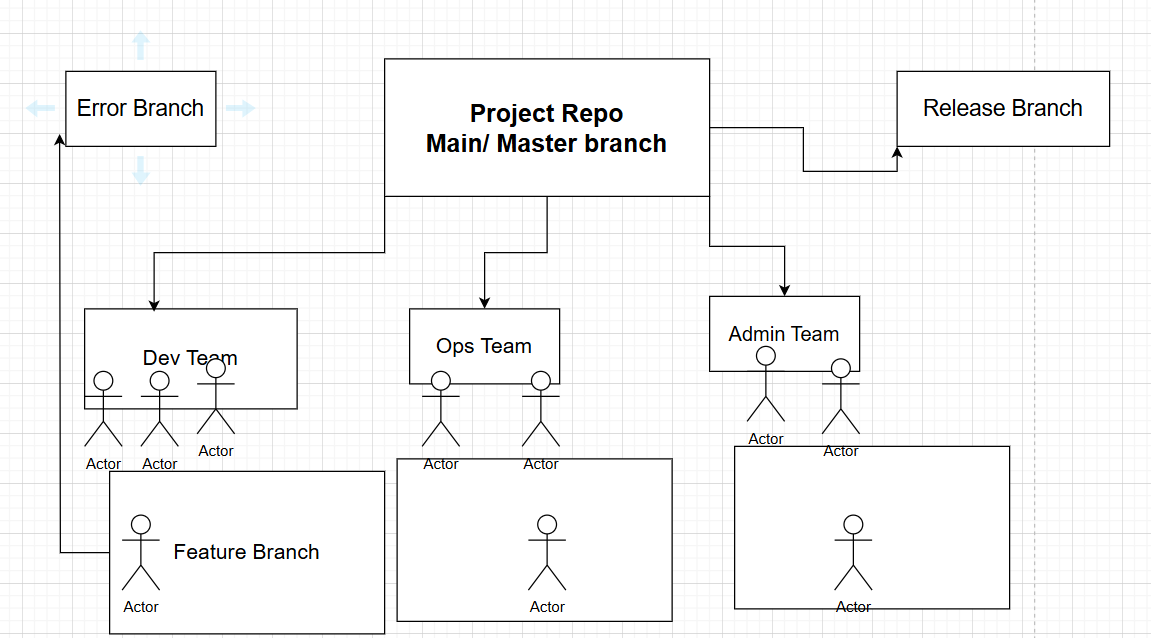 Error Branch
Project Repo
Main/ Master branch
Release Branch
Dev Team
Ops Team
Admin Team
Actor
Actor
Actor
Actor
Actor
Actor
Actor
Feature Branch
Actor
Actor
Actor